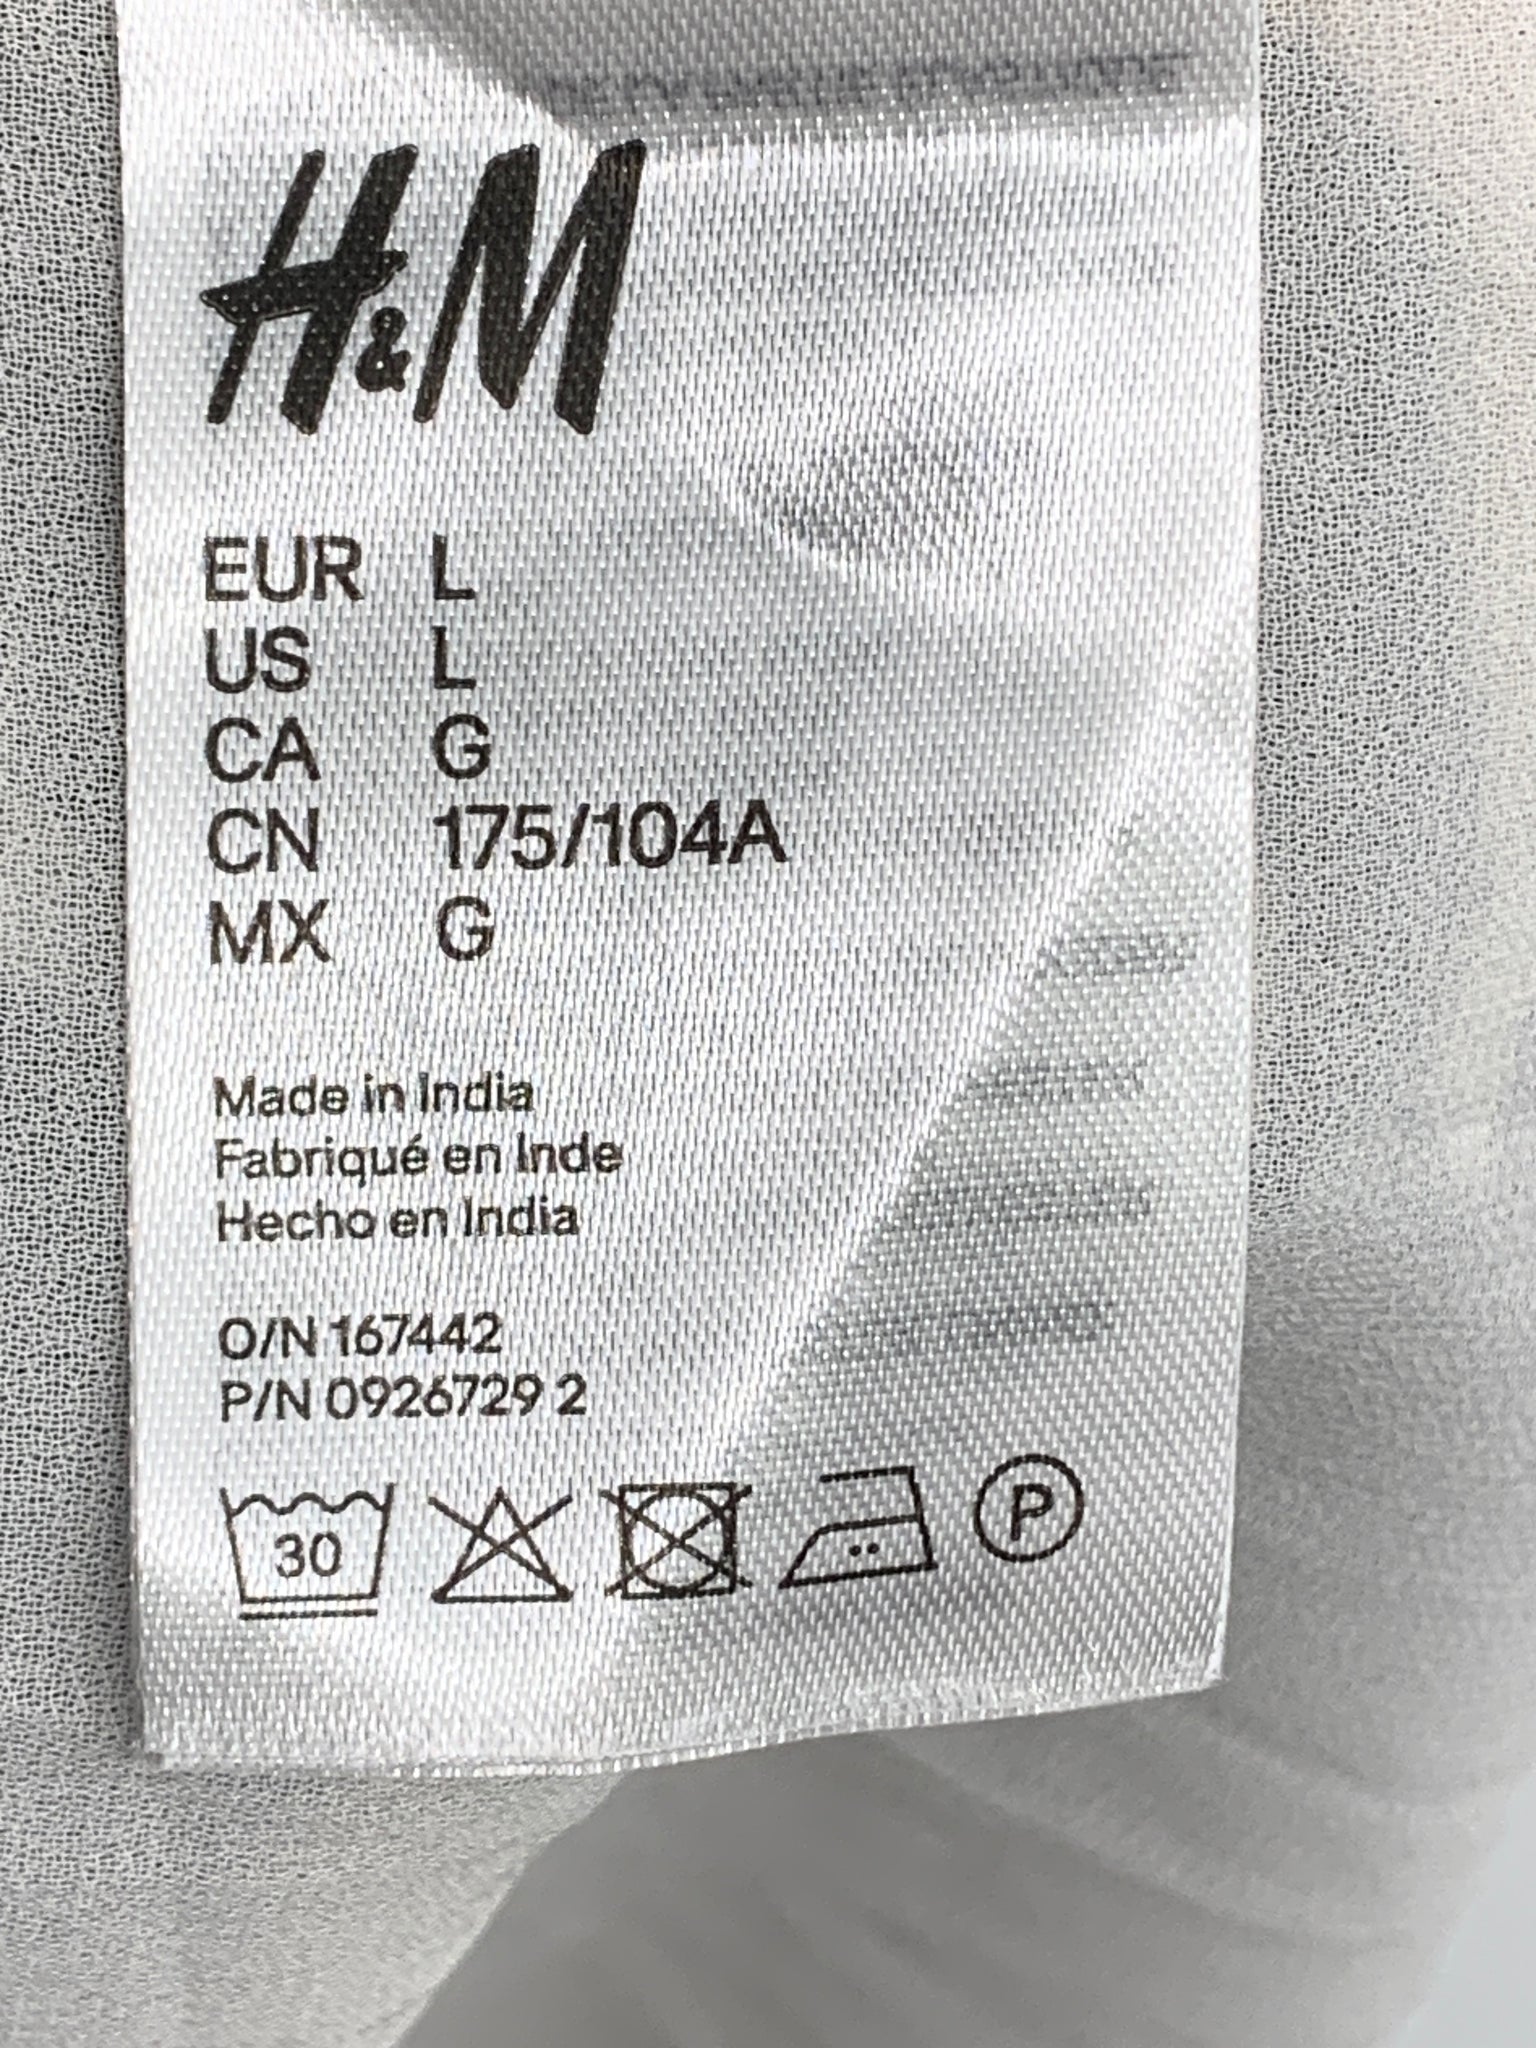 H&M
EUR L
US L
CA G
CN 175/104A
MX G
Made in India
Fabriqué en Inde
Hecho en India
O/N 167442
P/N 0926729 2
30
P